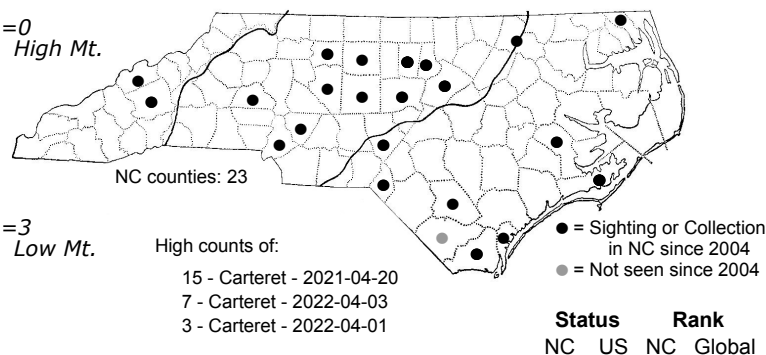 =0
High Mt.
NC counties: 23
=3
Low Mt.
High counts of:
15 - Carteret - 2021-04-20
7 - Carteret - 2022-04-03
3 - Carteret - 2022-04-01
= Sighting or Collection
in NC since 2004
= Not seen since 2004
Status Rank
NC US NC Global